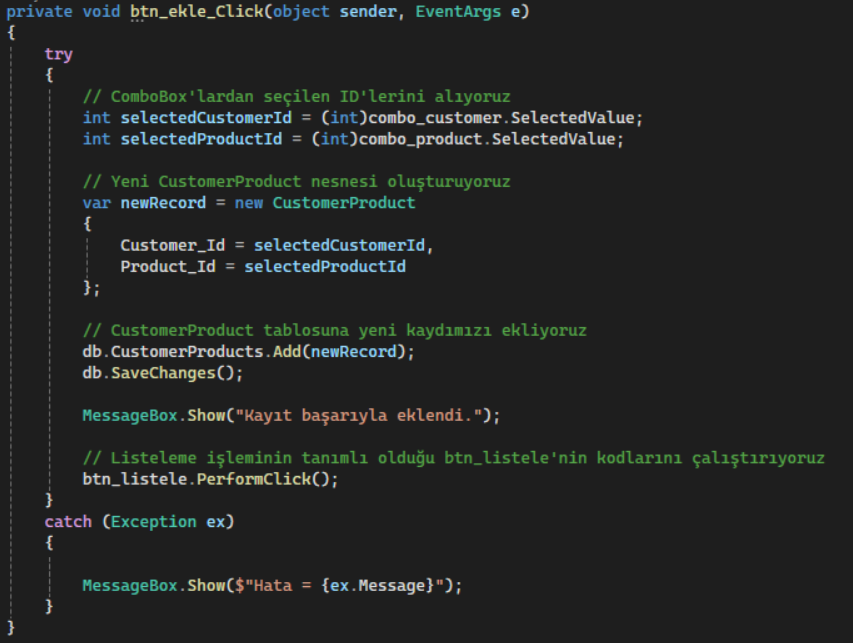 private void btn_ekle_Click(object sender, EventArgs e)
{
    try
    {
        // ComboBox'lardan seçilen ID'lerini alıyoruz
        int selectedCustomerId = (int)combo_customer.SelectedValue;
        int selectedProductId = (int)combo_product.SelectedValue;

        // Yeni CustomerProduct nesnesi oluşturuyoruz
        var newRecord = new CustomerProduct
        {
            Customer_Id = selectedCustomerId,
            Product_Id = selectedProductId
        };

        // CustomerProduct tablosuna yeni kaydımızı ekliyoruz
        db.CustomerProducts.Add(newRecord);
        db.SaveChanges();

        MessageBox.Show("Kayıt başarıyla eklendi.");

        // Listeleme işleminin tanımlı olduğu btn_listele'nin kodlarını çalıştırıyoruz
        btn_listele.PerformClick();
    }
    catch (Exception ex)
    {

        MessageBox.Show($"Hata = {ex.Message}");
    }
}